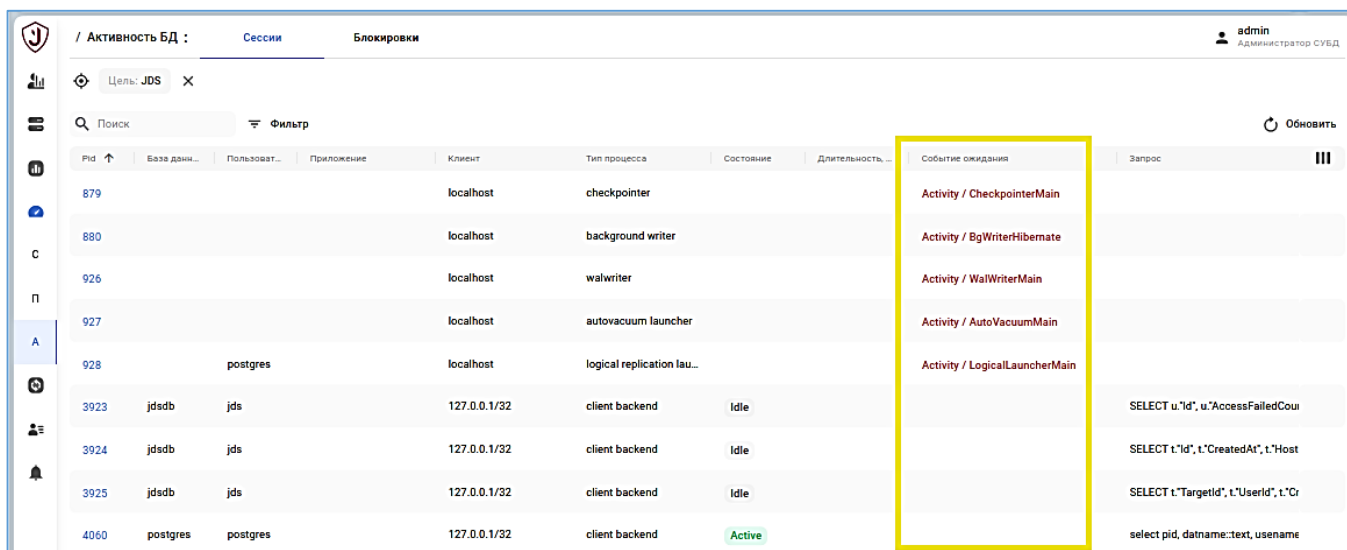 / Активность БД : Сессии Блокировки admin
Администратор СУБД
Цель: JDS
Поиск Фильтр Обновить
Pid База данн... Пользоват... Приложение Клиент Тип процесса Состояние Длительность, ... Событие ожидания Запрос
879 localhost checkpointer Activity / CheckpointerMain
880 localhost background writer Activity / BgWriterHibernate
С
926 localhost walwriter Activity / WalWriterMain
П
927 localhost autovacuum launcher Activity / AutoVacuumMain
А
928 postgres localhost logical replication lau... Activity / LogicalLauncherMain
3923 jdsdb jds 127.0.0.1/32 client backend Idle SELECT u."Id", u."AccessFailedCour
3924 jdsdb jds 127.0.0.1/32 client backend Idle SELECT t."Id", t."CreatedAt", t."Host
3925 jdsdb jds 127.0.0.1/32 client backend Idle SELECT t."TargetId", t."UserId", t."Cr
4060 postgres postgres 127.0.0.1/32 client backend Active select pid, datname::text, usename